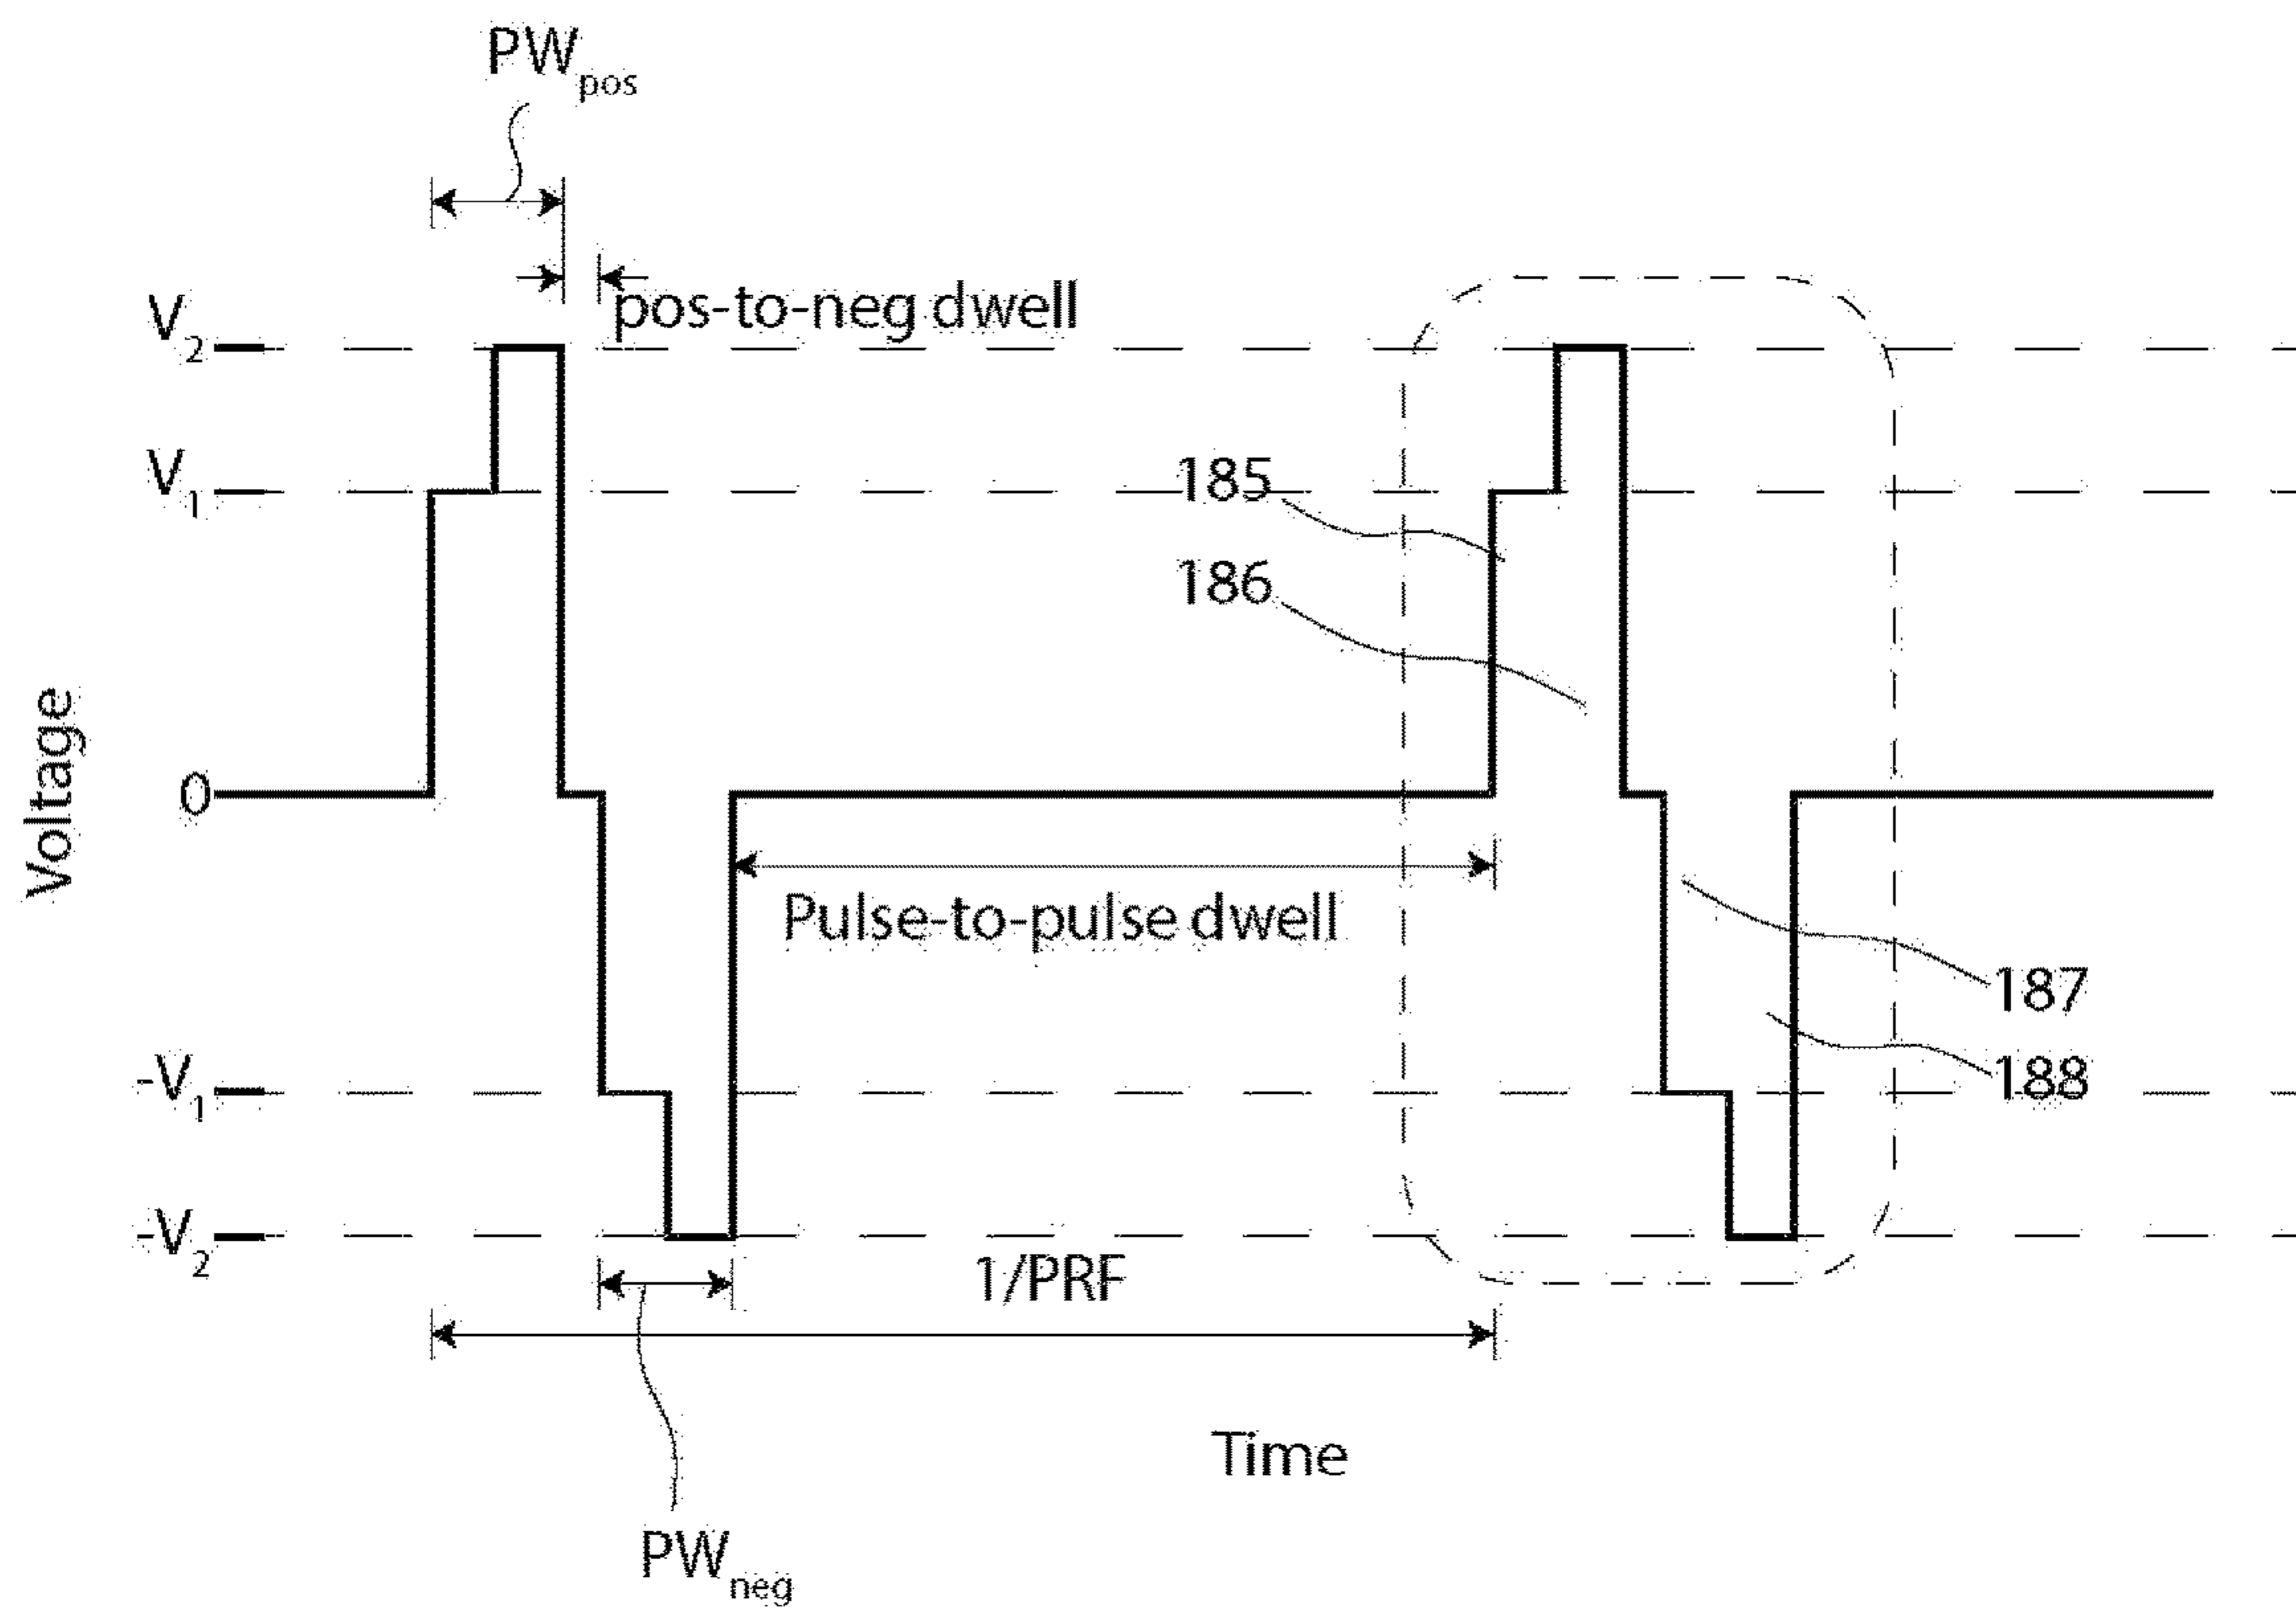 PWpos
pos-to-neg dwell
V2
V1
185
186
Voltage
0
Pulse-to-pulse dwell
187
-V1
188
-V2
1/PRF
Time
PWneg